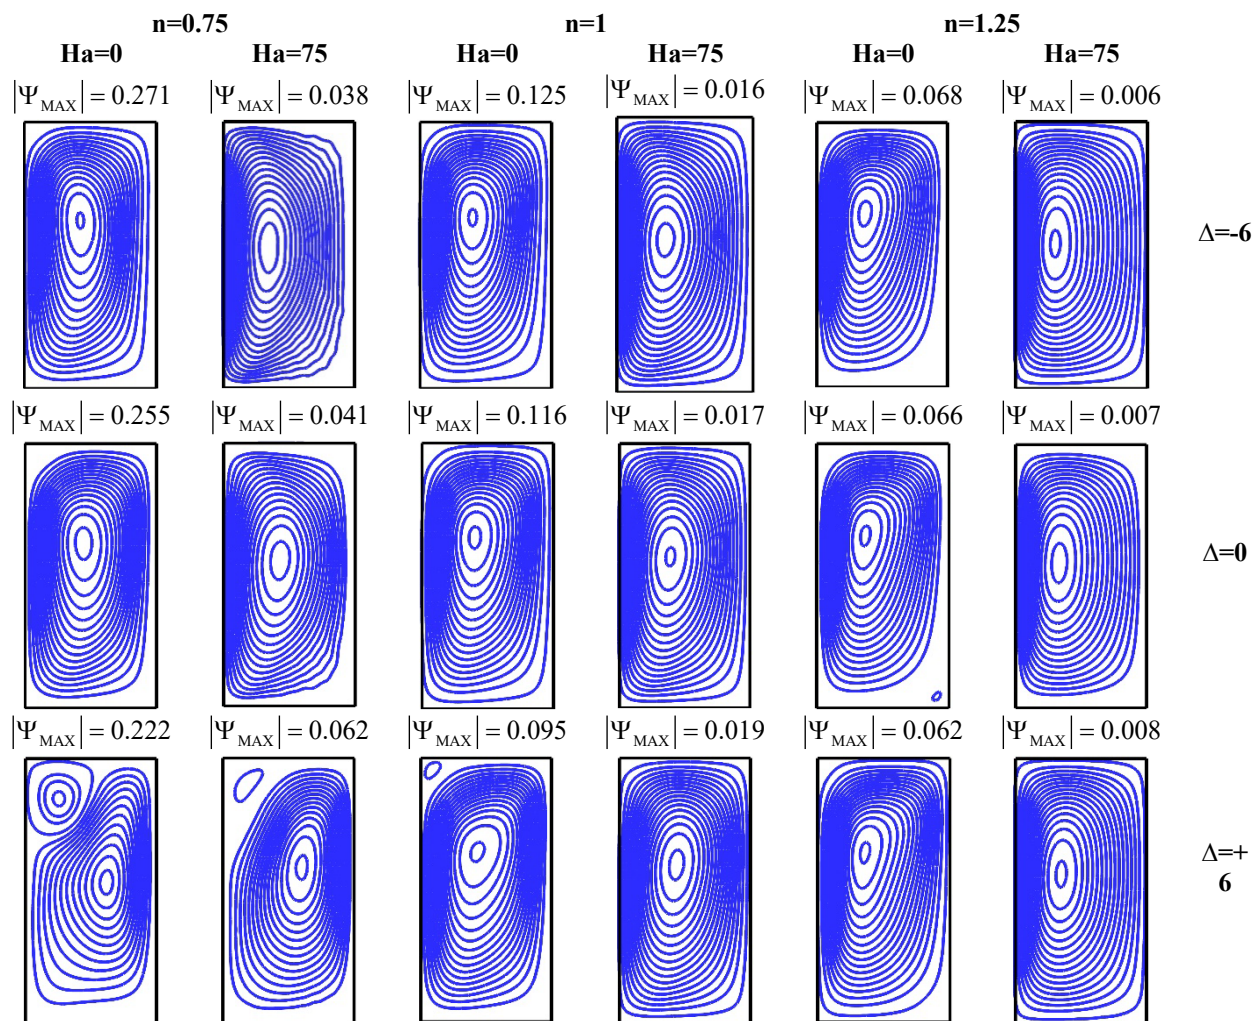 n=0.75 n=1 n=1.25
Ha=0 Ha=75 Ha=0 Ha=75 Ha=0 Ha=75
|Ψ_MAX| = 0.271 |Ψ_MAX| = 0.038 |Ψ_MAX| = 0.125 |Ψ_MAX| = 0.016 |Ψ_MAX| = 0.068 |Ψ_MAX| = 0.006
Δ=-6
|Ψ_MAX| = 0.255 |Ψ_MAX| = 0.041 |Ψ_MAX| = 0.116 |Ψ_MAX| = 0.017 |Ψ_MAX| = 0.066 |Ψ_MAX| = 0.007
Δ=0
|Ψ_MAX| = 0.222 |Ψ_MAX| = 0.062 |Ψ_MAX| = 0.095 |Ψ_MAX| = 0.019 |Ψ_MAX| = 0.062 |Ψ_MAX| = 0.008
Δ=+
6